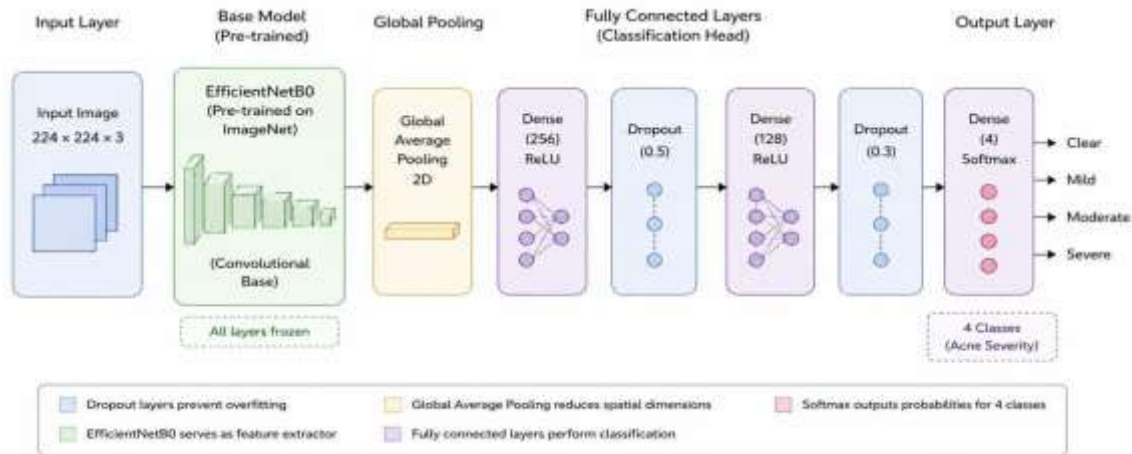 Input Layer
Base Model
(Pre-trained)
Global Pooling
Fully Connected Layers
(Classification Head)
Output Layer
Input Image
224 × 224 × 3
EfficientNetB0
(Pre-trained on
ImageNet)
(Convolutional
Base)
All layers frozen
Global
Average
Pooling
2D
Dense
(256)
ReLU
Dropout
(0.5)
Dense
(128)
ReLU
Dropout
(0.3)
Dense
(4)
Softmax
Clear
Mild
Moderate
Severe
4 Classes
(Acne Severity)
Dropout layers prevent overfitting
Global Average Pooling reduces spatial dimensions
Softmax outputs probabilities for 4 classes
EfficientNetB0 serves as feature extractor
Fully connected layers perform classification